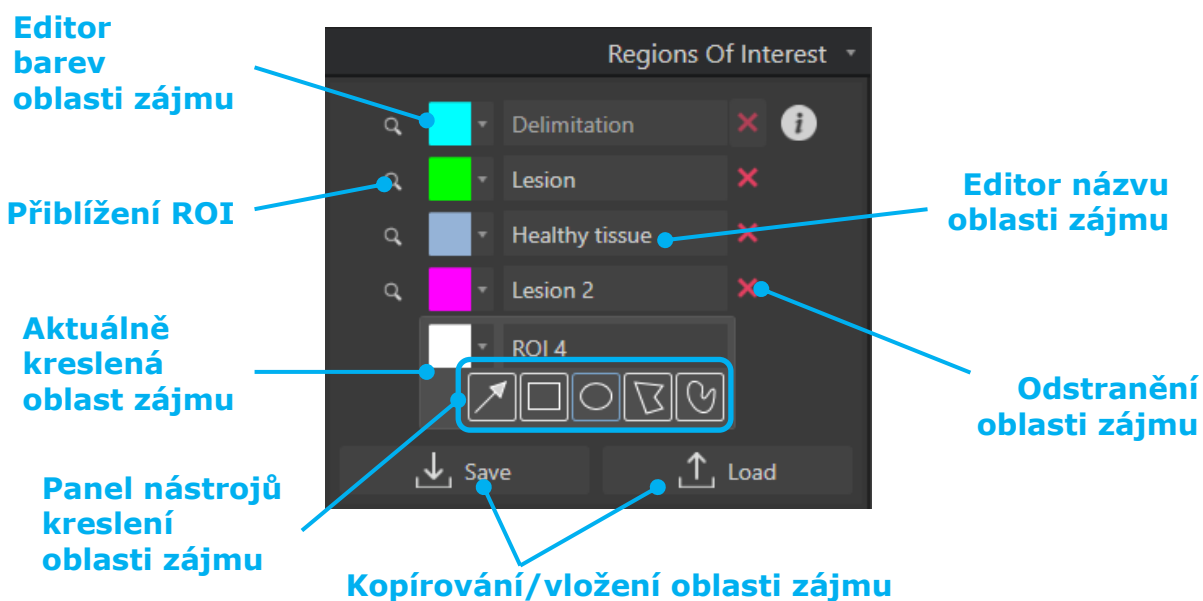 Editor
barev
oblasti zájmu
Regions Of Interest
Delimitation
i
Lesion
Přiblížení ROI
Editor názvu
oblasti zájmu
Healthy tissue
Lesion 2
Aktuálně
kreslená
oblast zájmu
ROI 4
Odstranění
oblasti zájmu
Save
Load
Panel nástrojů
kreslení
oblasti zájmu
Kopírování/vložení oblasti zájmu